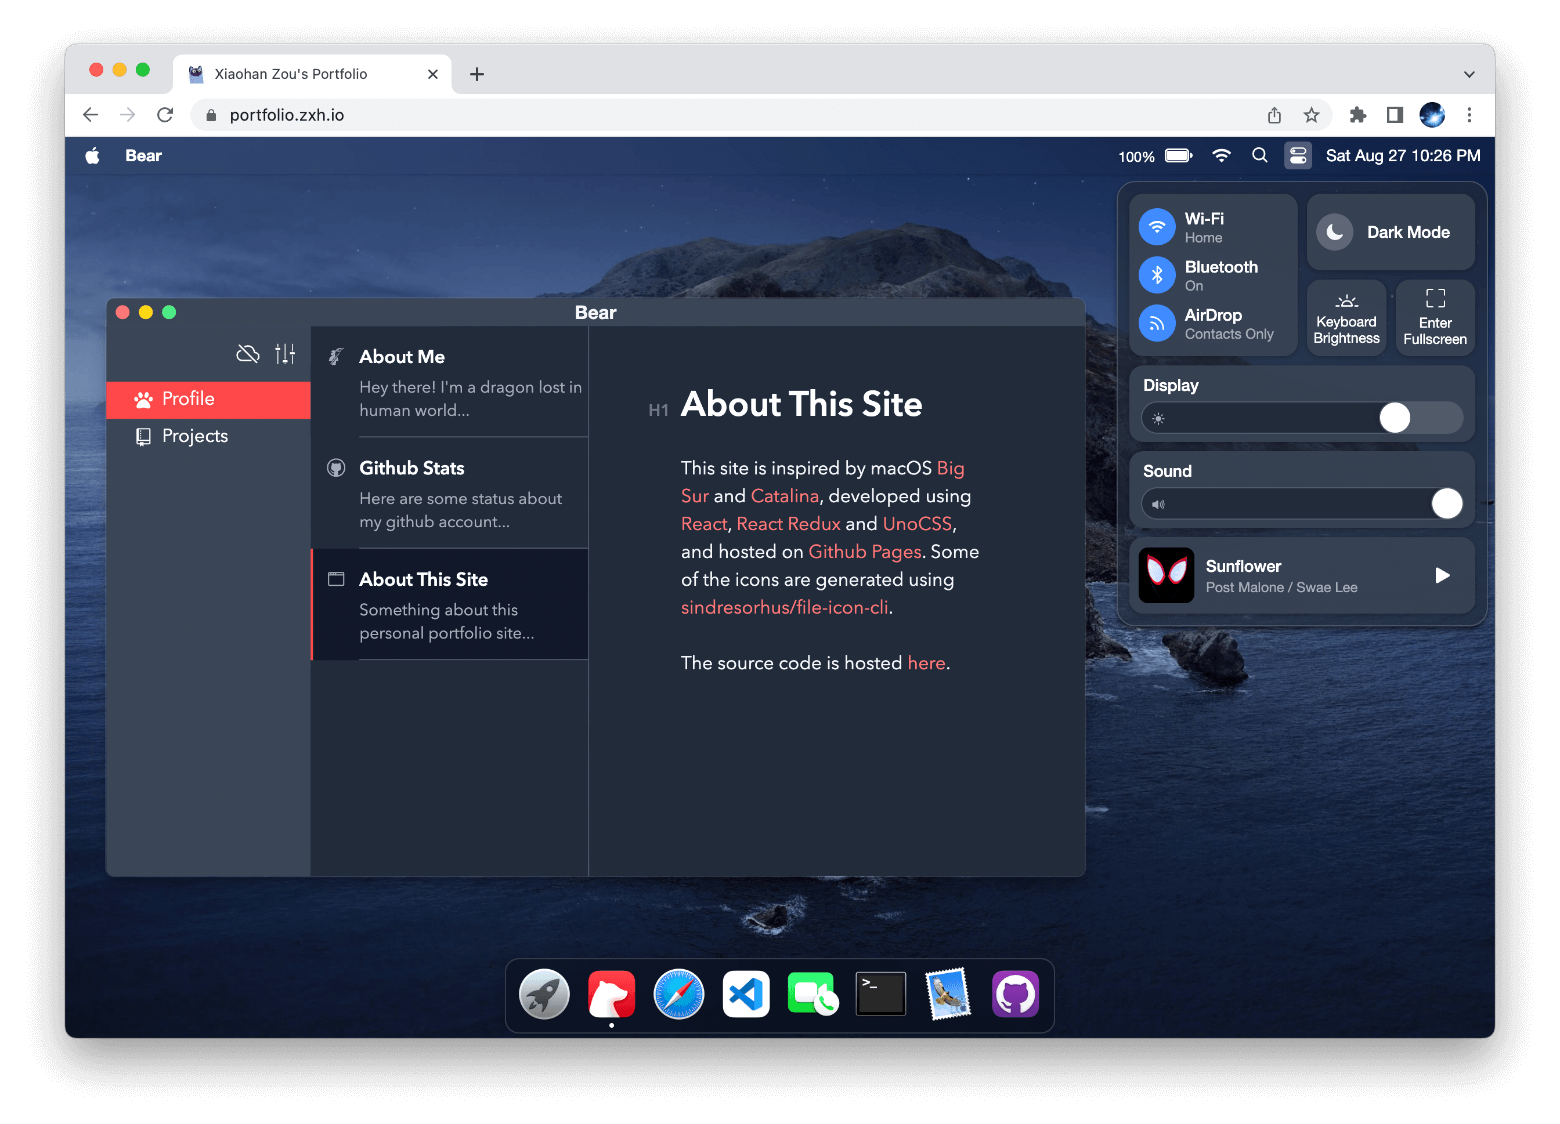 Xiaohan Zou's Portfolio
portfolio.zxh.io
Bear
100%
Sat Aug 27 10:26 PM
Wi-Fi
Home
Bluetooth
On
AirDrop
Contacts Only
Dark Mode
Keyboard
Brightness
Enter
Fullscreen
Display
Sound
Sunflower
Post Malone / Swae Lee
Bear
Profile
Projects
About Me
Hey there! I'm a dragon lost in
human world...
Github Stats
Here are some status about
my github account...
About This Site
Something about this
personal portfolio site...
H1 About This Site
This site is inspired by macOS Big
Sur and Catalina, developed using
React, React Redux and UnoCSS,
and hosted on Github Pages. Some
of the icons are generated using
sindresorhus/file-icon-cli.
The source code is hosted here.
>_